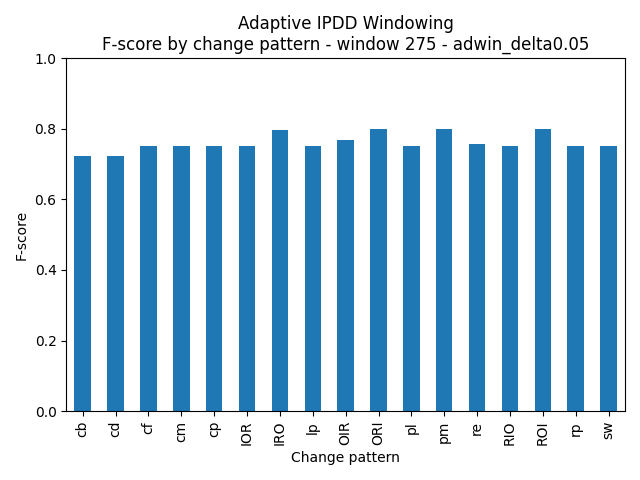 Adaptive IPDD Windowing
F-score by change pattern - window 275 - adwin_delta0.05
1.0
0.8
0.6
0.4
0.2
0.0
F-score
cb
cd
cf
cm
cp
IOR
IRO
lp
OIR
ORI
pl
pm
re
RIO
ROI
rp
sw
Change pattern